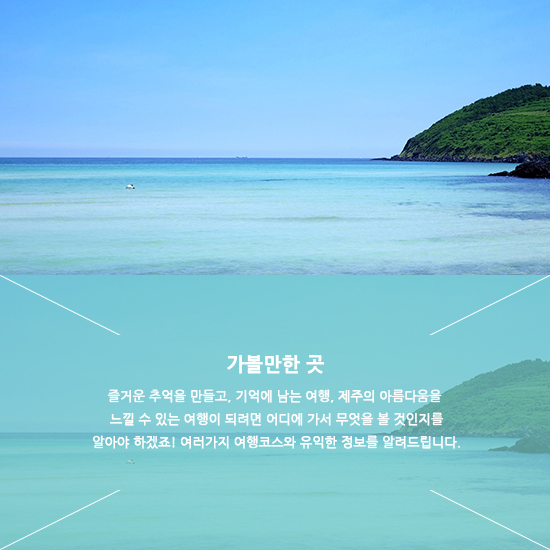 가볼만한 곳
즐거운 추억을 만들고, 기억에 남는 여행, 제주의 아름다움을
느낄 수 있는 여행이 되려면 어디에 가서 무엇을 볼 것인지를
알아야 하겠죠! 여러가지 여행코스와 유익한 정보를 알려드립니다.